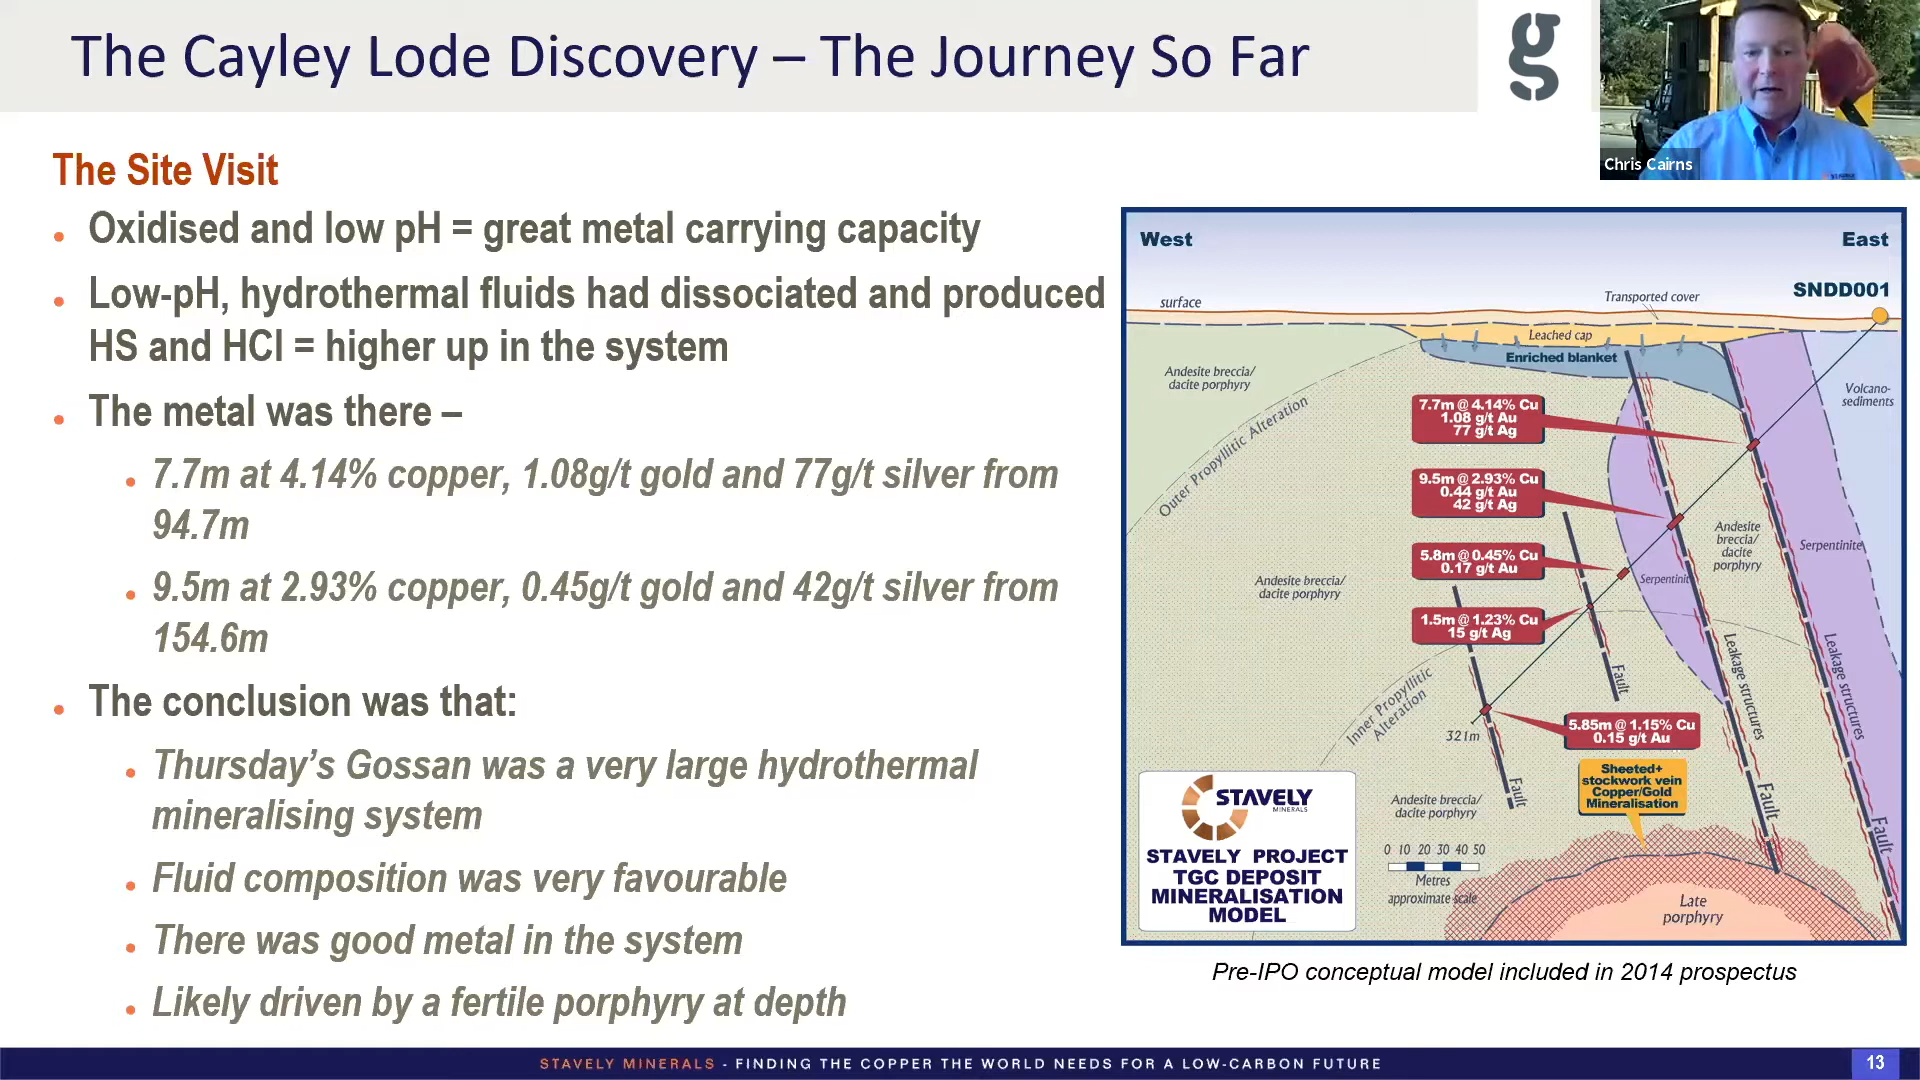 The Cayley Lode Discovery – The Journey So Far
g
Chris Cairns
The Site Visit
Oxidised and low pH = great metal carrying capacity
Low-pH, hydrothermal fluids had dissociated and produced
HS and HCl = higher up in the system
The metal was there –
7.7m at 4.14% copper, 1.08g/t gold and 77g/t silver from
94.7m
9.5m at 2.93% copper, 0.45g/t gold and 42g/t silver from
154.6m
The conclusion was that:
Thursday's Gossan was a very large hydrothermal
mineralising system
Fluid composition was very favourable
There was good metal in the system
Likely driven by a fertile porphyry at depth
West
East
SNDD001
surface
Transported cover
Leached cap
Enriched blanket
Andesite breccia/
dacite porphyry
Volcano-
sediments
Outer Propyllitic Alteration
7.7m @ 4.14% Cu
1.08 g/t Au
77 g/t Ag
9.5m @ 2.93% Cu
0.44 g/t Au
42 g/t Ag
Andesite
breccia/
dacite
porphyry
Serpentinite
5.8m @ 0.45% Cu
0.17 g/t Au
Serpentinite
Andesite breccia/
dacite porphyry
1.5m @ 1.23% Cu
15 g/t Ag
Leakage structures
Leakage structures
Fault
Inner Propyllitic
Alteration
321m
5.85m @ 1.15% Cu
0.15 g/t Au
Sheeted+
stockwork vein
Copper/Gold
Mineralisation
Fault
Fault
Fault
Andesite breccia/
dacite porphyry
STAVELY
MINERALS
STAVELY PROJECT
TGC DEPOSIT
MINERALISATION
MODEL
0 10 20 30 40 50
Metres
approximate scale
Late
porphyry
Pre-IPO conceptual model included in 2014 prospectus
STAVELY MINERALS - FINDING THE COPPER THE WORLD NEEDS FOR A LOW-CARBON FUTURE
13